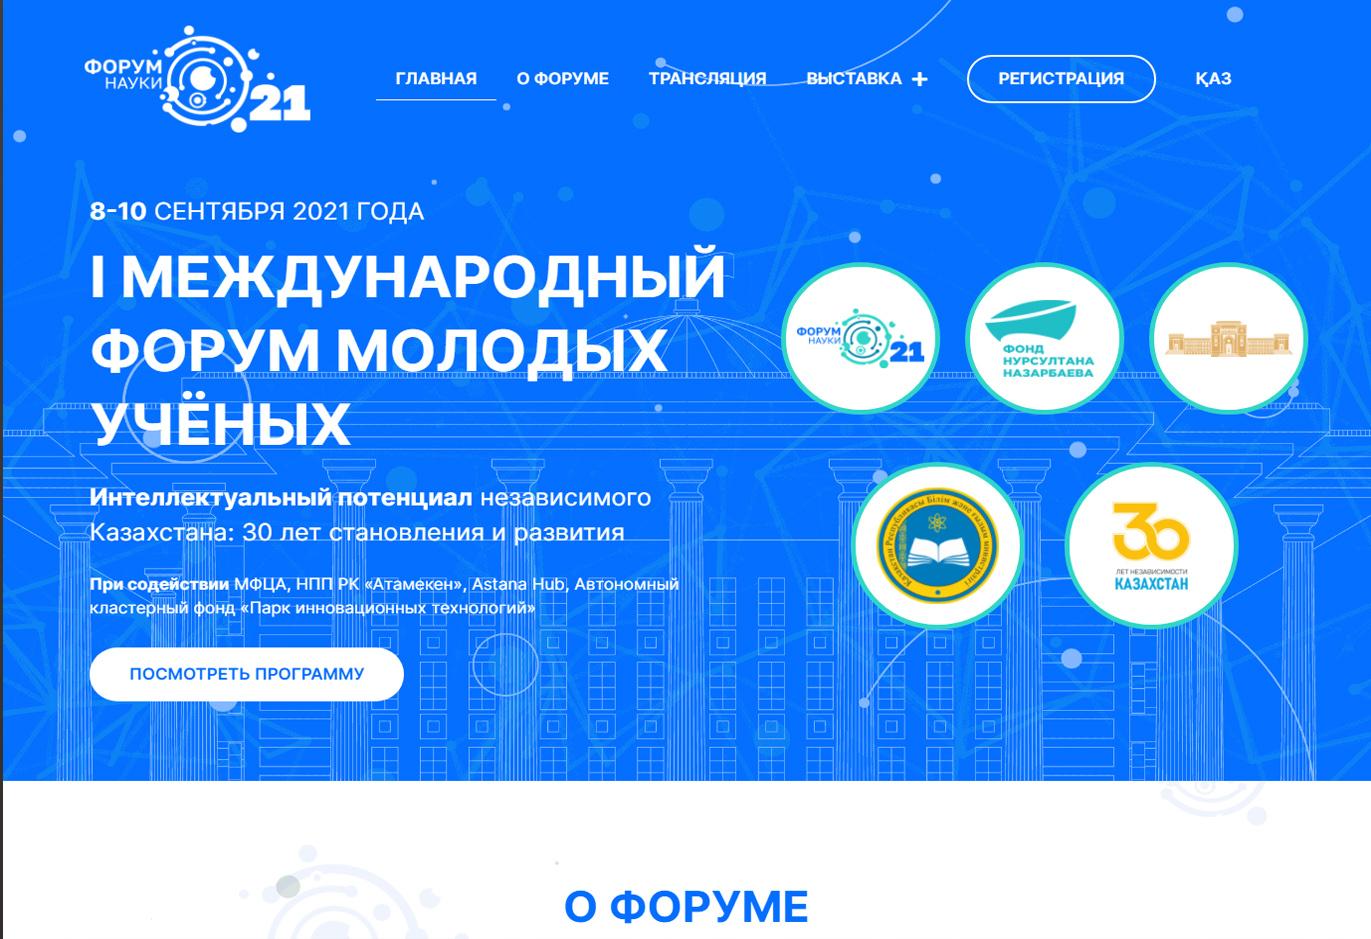 ФОРУМ
НАУКИ
21
ГЛАВНАЯ О ФОРУМЕ ТРАНСЛЯЦИЯ ВЫСТАВКА + РЕГИСТРАЦИЯ ҚАЗ
8-10 СЕНТЯБРЯ 2021 ГОДА
I МЕЖДУНАРОДНЫЙ
ФОРУМ МОЛОДЫХ
УЧЁНЫХ
Интеллектуальный потенциал независимого
Казахстана: 30 лет становления и развития
При содействии МФЦА, НПП РК «Атамекен», Astana Hub, Автономный
кластерный фонд «Парк инновационных технологий»
ПОСМОТРЕТЬ ПРОГРАММУ
ФОРУМ
НАУКИ
21
ФОНД
НУРСУЛТАНА
НАЗАРБАЕВА
Қазақстан Республикасы Білім және ғылым министрлігі
30
ЛЕТ НЕЗАВИСИМОСТИ
КАЗАХСТАН
О ФОРУМЕ